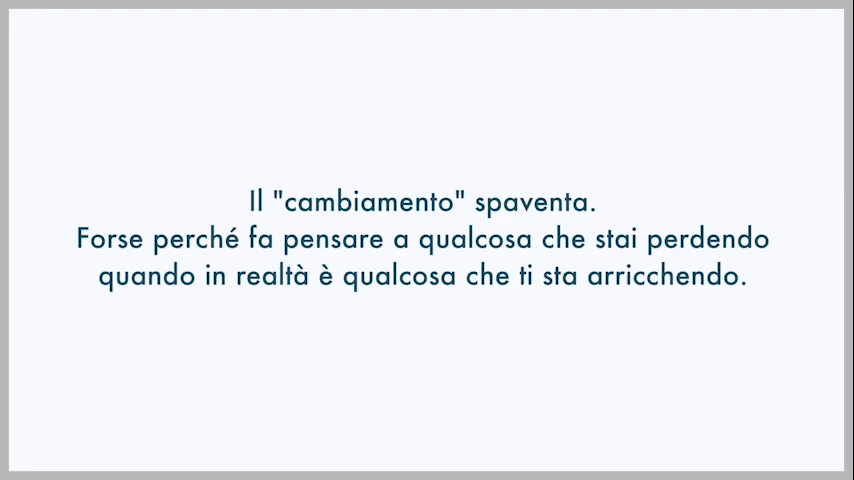 Il "cambiamento" spaventa.
Forse perché fa pensare a qualcosa che stai perdendo
quando in realtà è qualcosa che ti sta arricchendo.